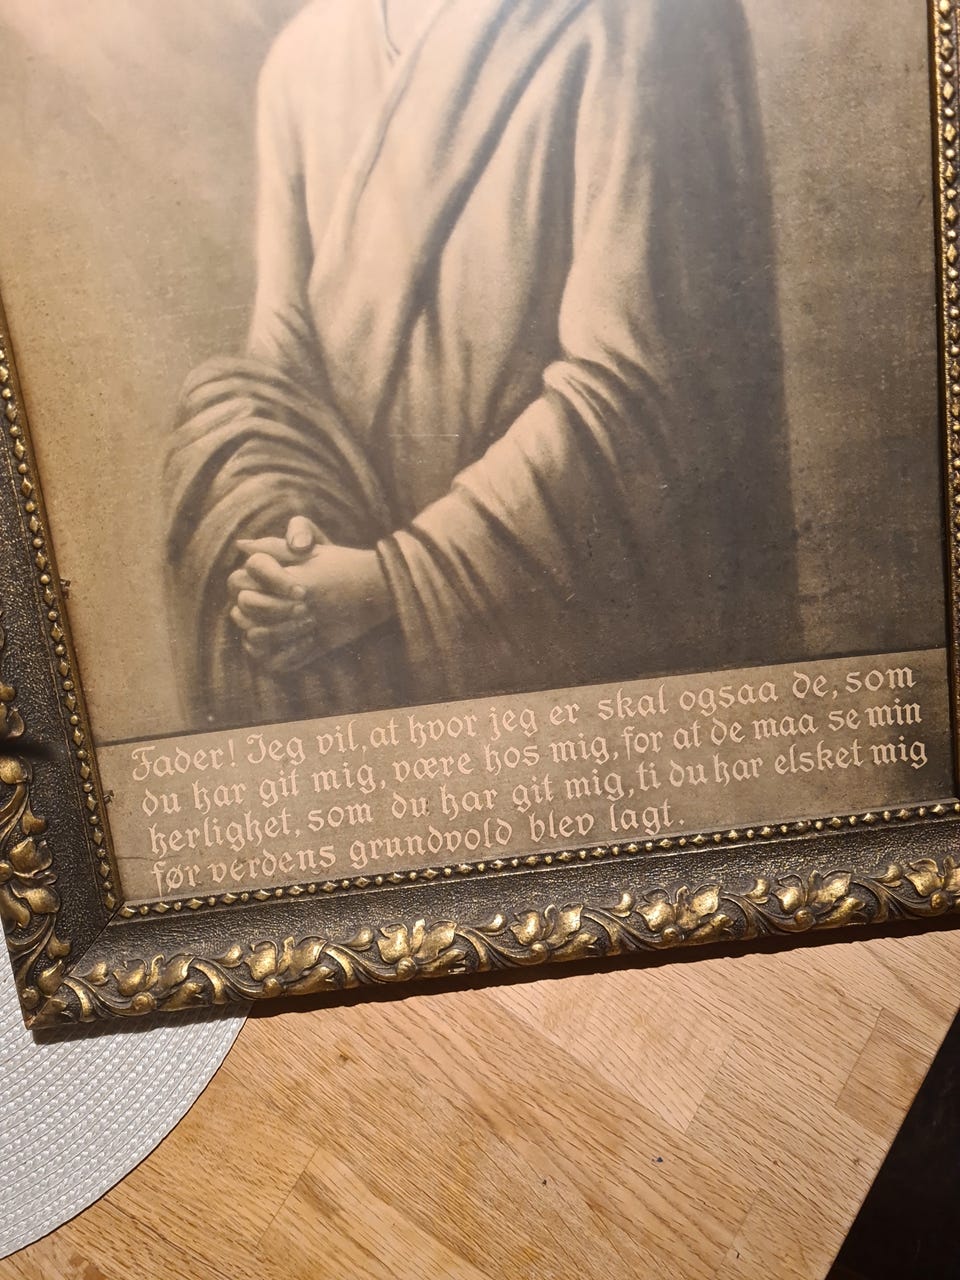 Fader! Jeg vil, at hvor jeg er skal ogsaa de, som
du har git mig, være hos mig, for at de maa se min
herlighet, som du har git mig, ti du har elsket mig
før verdens grundvold blev lagt.